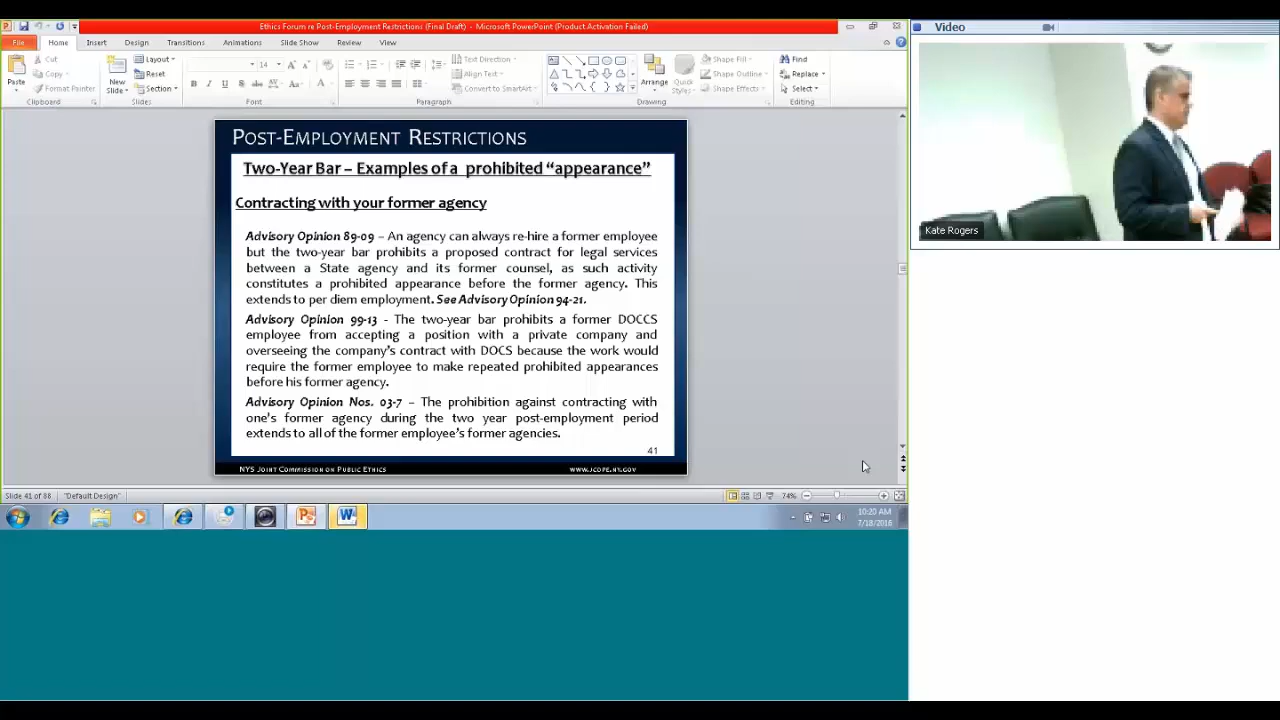 Ethics Forum re Post-Employment Restrictions (Final Draft) - Microsoft PowerPoint (Product Activation Failed)
Video
File Home Insert Design Transitions Animations Slide Show Review View
Paste
Cut
Copy
Format Painter
Clipboard
New Slide
Layout
Reset
Section
Slides
14
Font
Paragraph
Text Direction
Align Text
Convert to SmartArt
Arrange
Quick Styles
Shape Fill
Shape Outline
Shape Effects
Drawing
Find
Replace
Select
Editing
POST-EMPLOYMENT RESTRICTIONS
Two-Year Bar – Examples of a prohibited “appearance”
Contracting with your former agency
Advisory Opinion 89-09 – An agency can always re-hire a former employee
but the two-year bar prohibits a proposed contract for legal services
between a State agency and its former counsel, as such activity
constitutes a prohibited appearance before the former agency. This
extends to per diem employment. See Advisory Opinion 94-21.
Advisory Opinion 99-13 - The two-year bar prohibits a former DOCCS
employee from accepting a position with a private company and
overseeing the company’s contract with DOCS because the work would
require the former employee to make repeated prohibited appearances
before his former agency.
Advisory Opinion Nos. 03-7 – The prohibition against contracting with
one’s former agency during the two year post-employment period
extends to all of the former employee’s former agencies.
41
NYS JOINT COMMISSION ON PUBLIC ETHICS WWW.JCOPE.NY.GOV
Kate Rogers
Slide 41 of 88 "Default Design" 74%
10:20 AM
7/18/2016